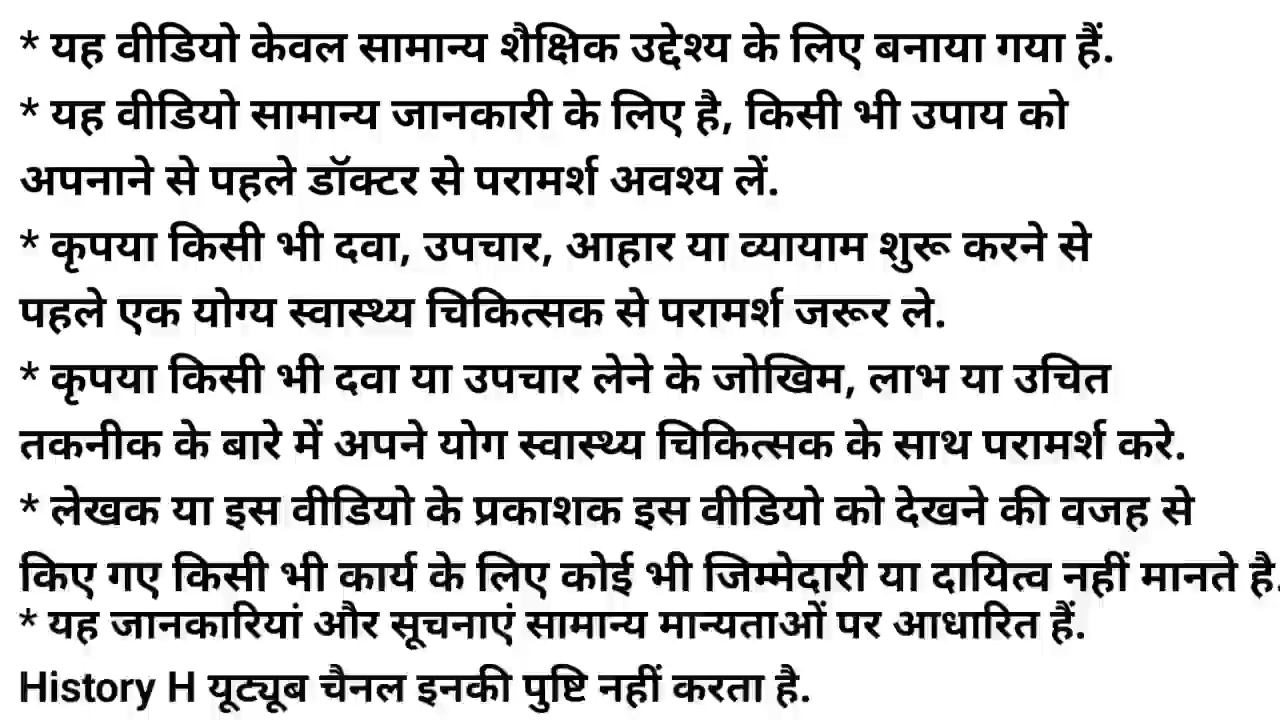 * यह वीडियो केवल सामान्य शैक्षिक उद्देश्य के लिए बनाया गया हैं.
* यह वीडियो सामान्य जानकारी के लिए है, किसी भी उपाय को
अपनाने से पहले डॉक्टर से परामर्श अवश्य लें.
* कृपया किसी भी दवा, उपचार, आहार या व्यायाम शुरू करने से
पहले एक योग्य स्वास्थ्य चिकित्सक से परामर्श जरूर ले.
* कृपया किसी भी दवा या उपचार लेने के जोखिम, लाभ या उचित
तकनीक के बारे में अपने योग स्वास्थ्य चिकित्सक के साथ परामर्श करे.
* लेखक या इस वीडियो के प्रकाशक इस वीडियो को देखने की वजह से
किए गए किसी भी कार्य के लिए कोई भी जिम्मेदारी या दायित्व नहीं मानते है.
* यह जानकारियां और सूचनाएं सामान्य मान्यताओं पर आधारित हैं.
History H यूट्यूब चैनल इनकी पुष्टि नहीं करता है.